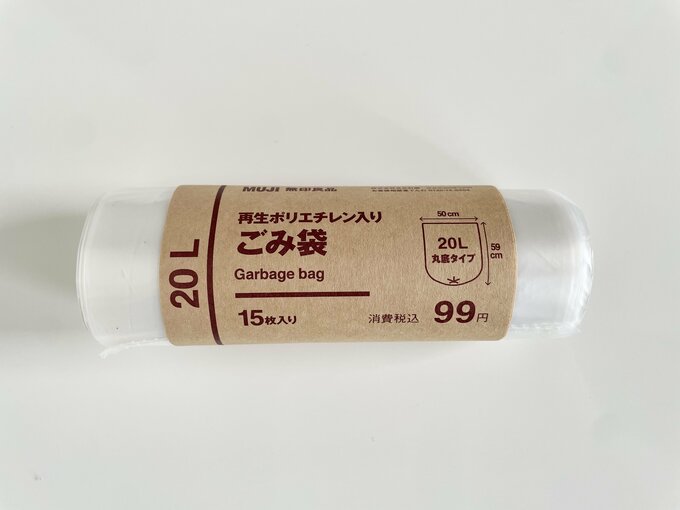 MUJI 無印良品
再生ポリエチレン入り
ごみ袋
Garbage bag
15枚入り
20L
50cm
59
cm
20L
丸底タイプ
消費税込 99円